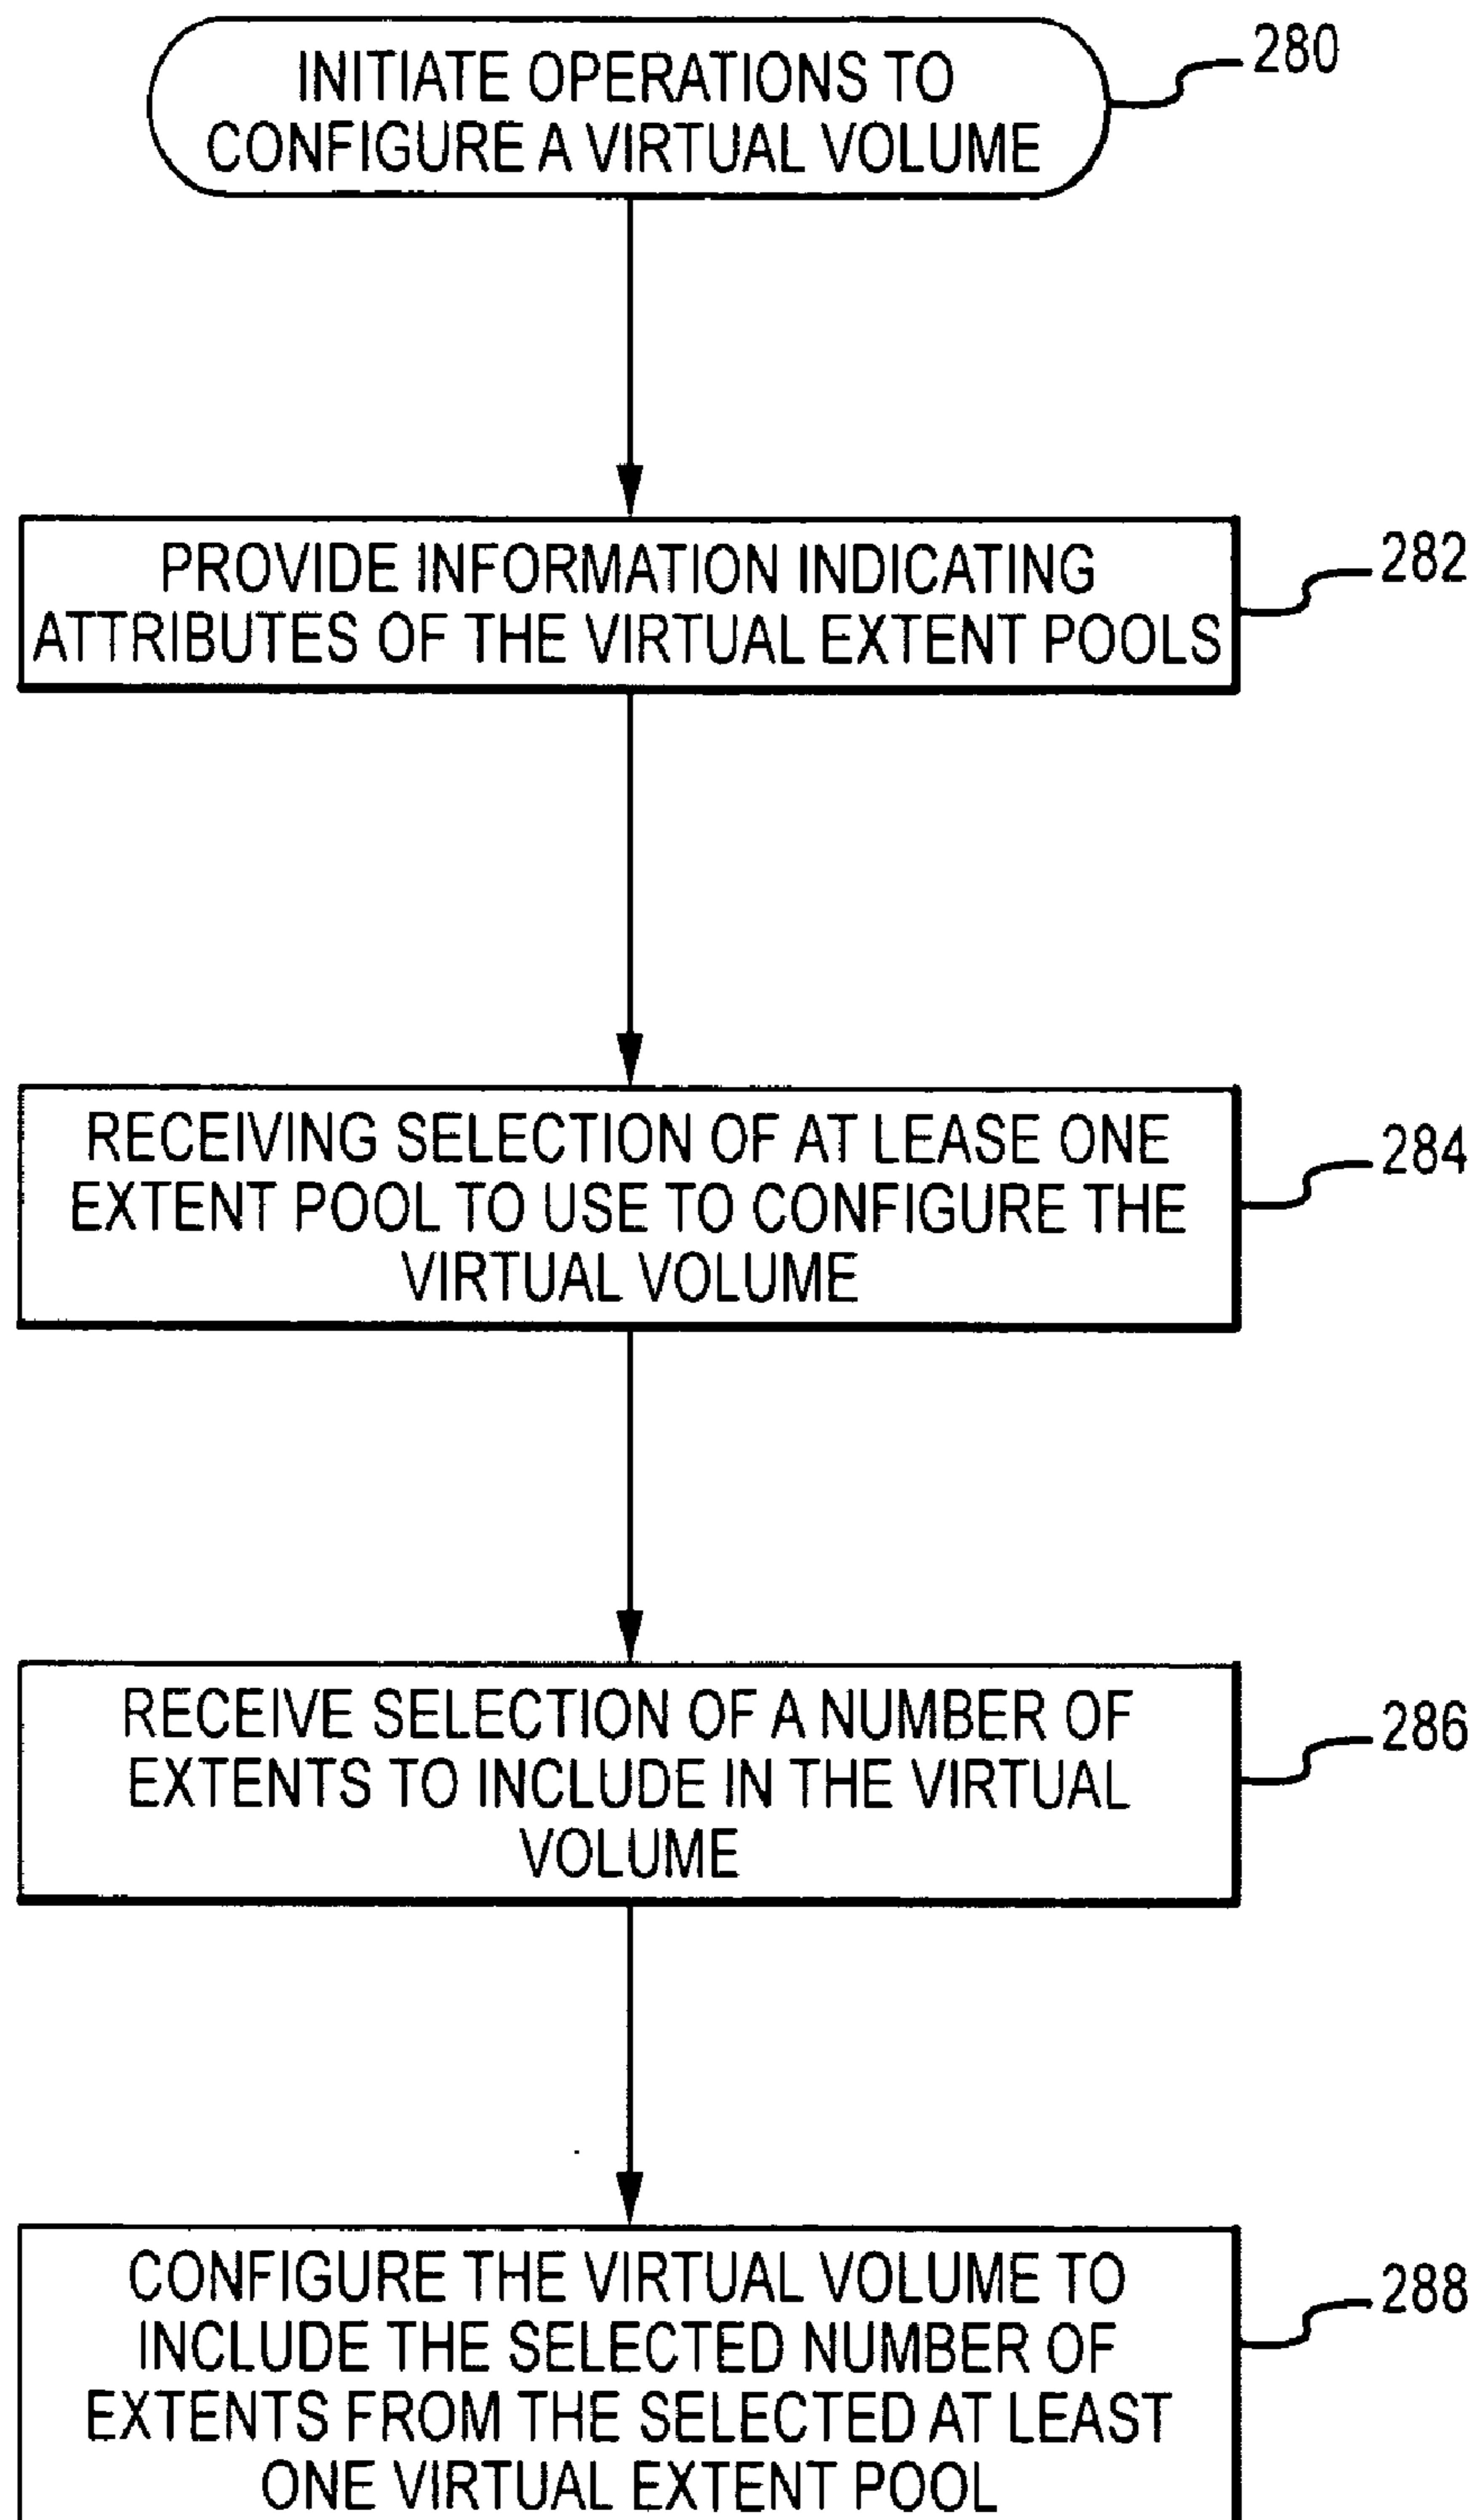 INITIATE OPERATIONS TO
CONFIGURE A VIRTUAL VOLUME
280
PROVIDE INFORMATION INDICATING
ATTRIBUTES OF THE VIRTUAL EXTENT POOLS
282
RECEIVING SELECTION OF AT LEASE ONE
EXTENT POOL TO USE TO CONFIGURE THE
VIRTUAL VOLUME
284
RECEIVE SELECTION OF A NUMBER OF
EXTENTS TO INCLUDE IN THE VIRTUAL
VOLUME
286
CONFIGURE THE VIRTUAL VOLUME TO
INCLUDE THE SELECTED NUMBER OF
EXTENTS FROM THE SELECTED AT LEAST
ONE VIRTUAL EXTENT POOL
288